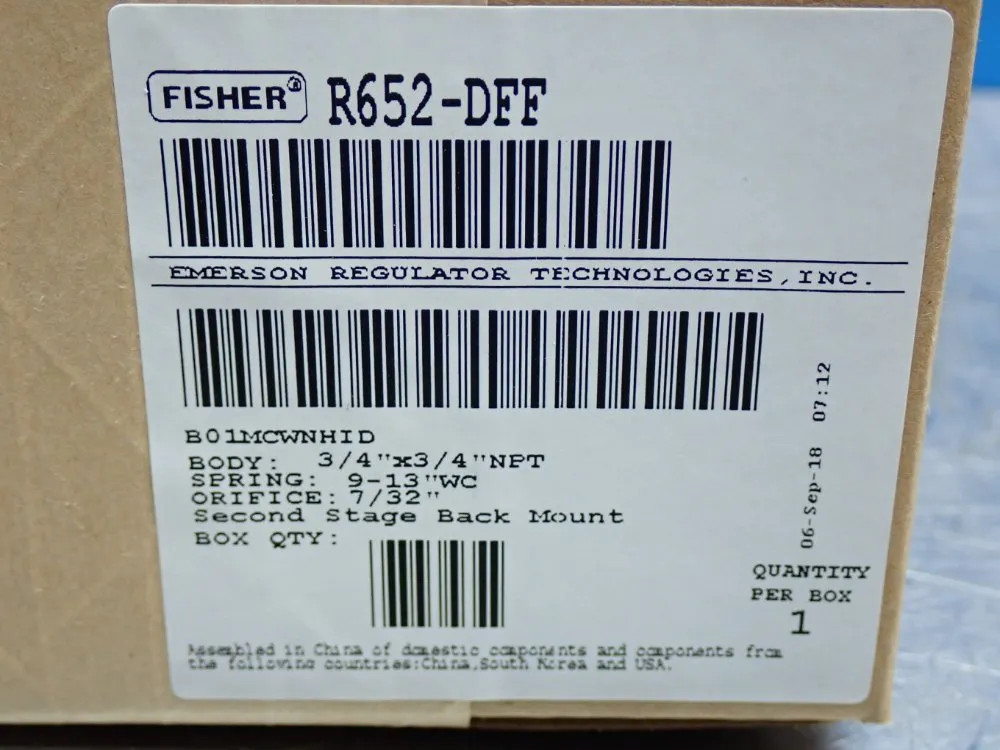 FISHER® R652-DFF
EMERSON REGULATOR TECHNOLOGIES, INC.
B01MCWNHID
BODY: 3/4"x3/4"NPT
SPRING: 9-13"WC
ORIFICE: 7/32"
Second Stage Back Mount
BOX QTY:
06-Sep-18 07:12
QUANTITY
PER BOX
1
Assembled in China of domestic components and components from
the following countries:China,South Korea and USA.